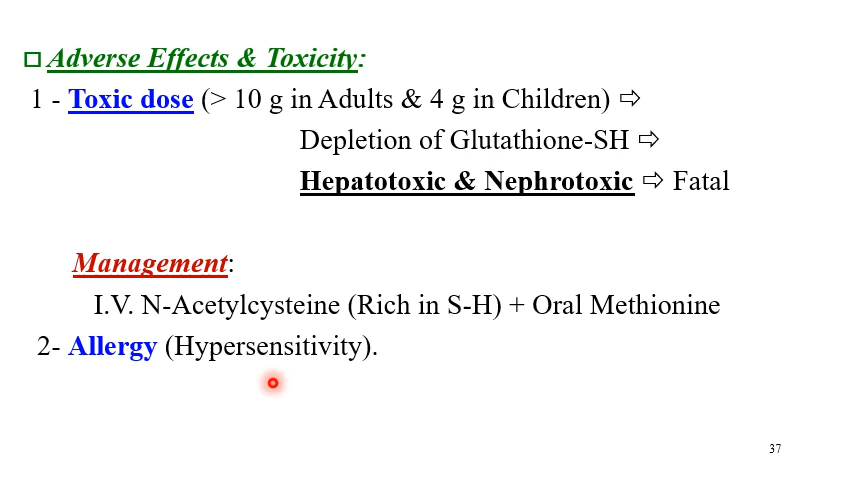 Adverse Effects & Toxicity:
1 - Toxic dose (> 10 g in Adults & 4 g in Children) ⇨
Depletion of Glutathione-SH ⇨
Hepatotoxic & Nephrotoxic ⇨ Fatal
Management:
I.V. N-Acetylcysteine (Rich in S-H) + Oral Methionine
2- Allergy (Hypersensitivity).
37